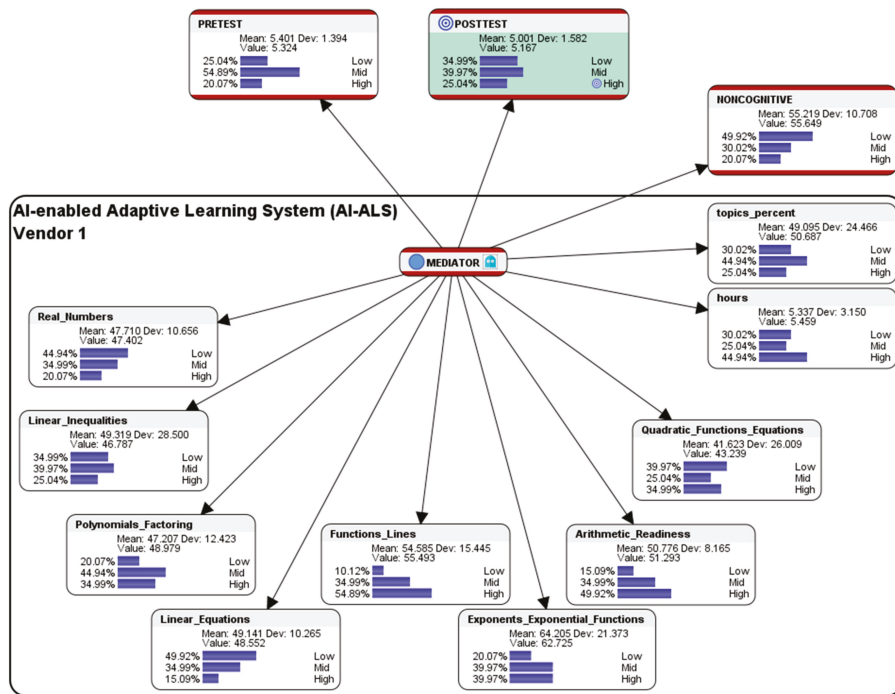 PRETEST
Mean: 5.401 Dev: 1.394
Value: 5.324
25.04% Low
54.89% Mid
20.07% High
POSTTEST
Mean: 5.001 Dev: 1.582
Value: 5.167
34.99% Low
39.97% Mid
25.04% High
NONCOGNITIVE
Mean: 55.219 Dev: 10.708
Value: 55.649
49.92% Low
30.02% Mid
20.07% High
AI-enabled Adaptive Learning System (AI-ALS)
Vendor 1
MEDIATOR
topics_percent
Mean: 49.095 Dev: 24.466
Value: 50.687
30.02% Low
44.94% Mid
25.04% High
hours
Mean: 5.337 Dev: 3.150
Value: 5.459
30.02% Low
25.04% Mid
44.94% High
Real_Numbers
Mean: 47.710 Dev: 10.656
Value: 47.402
44.94% Low
34.99% Mid
20.07% High
Linear_Inequalities
Mean: 49.319 Dev: 28.500
Value: 46.787
34.99% Low
39.97% Mid
25.04% High
Quadratic_Functions_Equations
Mean: 41.623 Dev: 26.009
Value: 43.239
39.97% Low
25.04% Mid
34.99% High
Polynomials_Factoring
Mean: 47.207 Dev: 12.423
Value: 48.979
20.07% Low
44.94% Mid
34.99% High
Functions_Lines
Mean: 54.585 Dev: 15.445
Value: 55.493
10.12% Low
34.99% Mid
54.89% High
Arithmetic_Readiness
Mean: 50.776 Dev: 8.165
Value: 51.293
15.09% Low
34.99% Mid
49.92% High
Linear_Equations
Mean: 49.141 Dev: 10.265
Value: 48.552
49.92% Low
34.99% Mid
15.09% High
Exponents_Exponential_Functions
Mean: 64.205 Dev: 21.373
Value: 62.725
20.07% Low
39.97% Mid
39.97% High